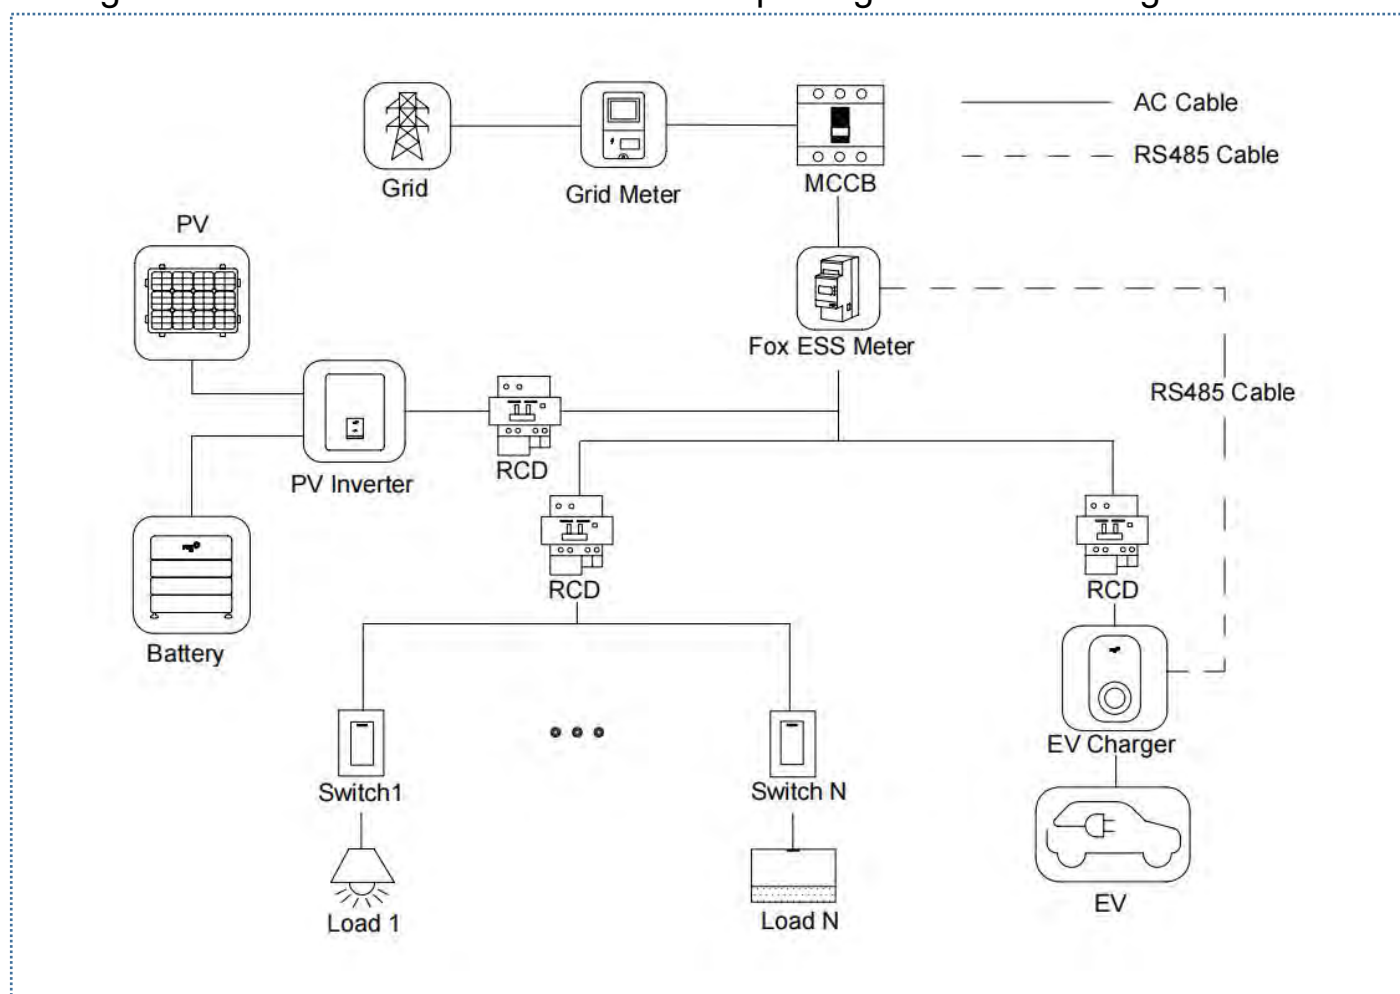 AC Cable
RS485 Cable
Grid
Grid Meter
MCCB
PV
Fox ESS Meter
RS485 Cable
PV Inverter
RCD
RCD
RCD
Battery
Switch1
Switch N
EV Charger
Load 1
Load N
EV